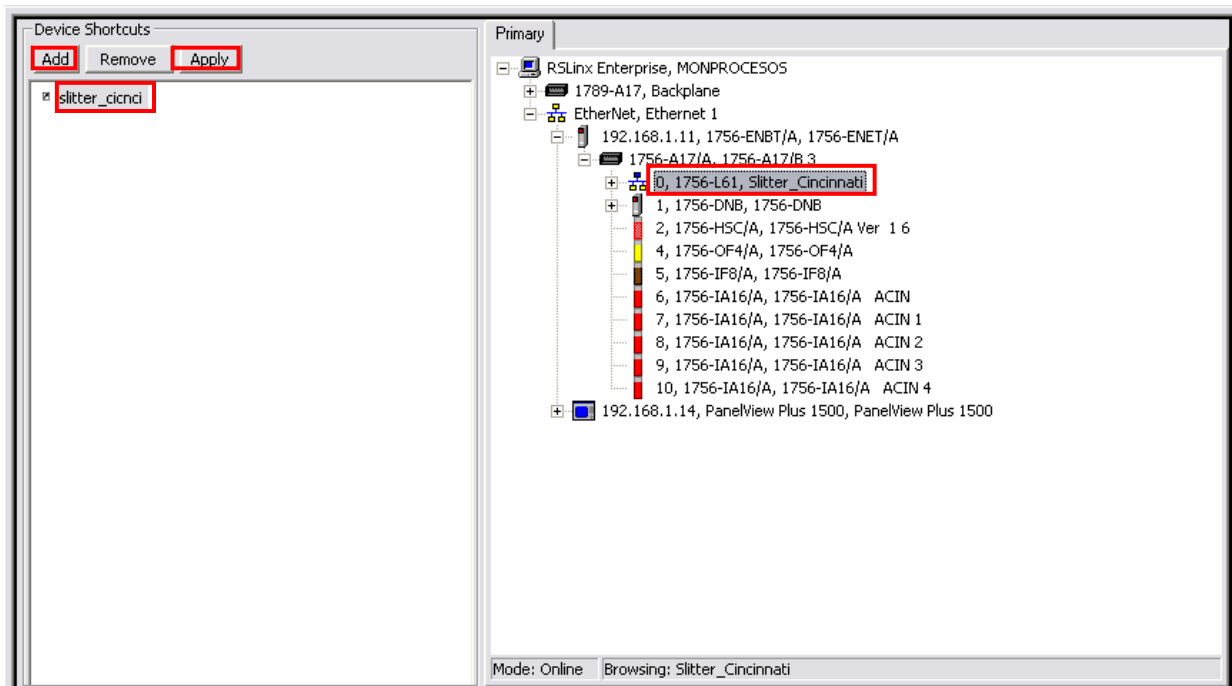 Device Shortcuts
Add Remove Apply
slitter_cicnci
Primary
RSLinx Enterprise, MONPROCESOS
1789-A17, Backplane
EtherNet, Ethernet 1
192.168.1.11, 1756-ENBT/A, 1756-ENET/A
1756-A17/A, 1756-A17/B 3
0, 1756-L61, Slitter_Cincinnati
1, 1756-DNB, 1756-DNB
2, 1756-HSC/A, 1756-HSC/A Ver 1 6
4, 1756-OF4/A, 1756-OF4/A
5, 1756-IF8/A, 1756-IF8/A
6, 1756-IA16/A, 1756-IA16/A ACIN
7, 1756-IA16/A, 1756-IA16/A ACIN 1
8, 1756-IA16/A, 1756-IA16/A ACIN 2
9, 1756-IA16/A, 1756-IA16/A ACIN 3
10, 1756-IA16/A, 1756-IA16/A ACIN 4
192.168.1.14, PanelView Plus 1500, PanelView Plus 1500
Mode: Online Browsing: Slitter_Cincinnati